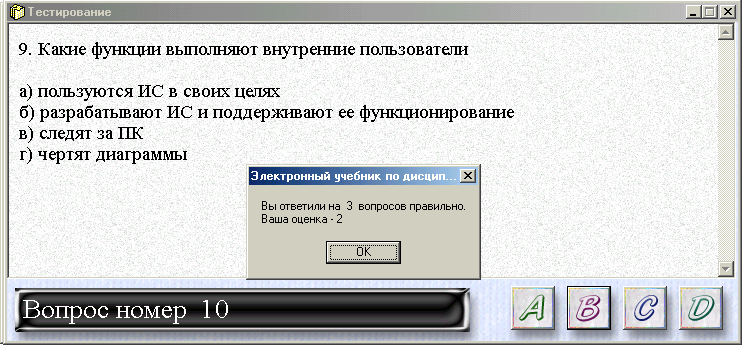 Тестирование
9. Какие функции выполняют внутренние пользователи
а) пользуются ИС в своих целях
б) разрабатывают ИС и поддерживают ее функционирование
в) следят за ПК
г) чертят диаграммы
Электронный учебник по дисцип...
Вы ответили на 3 вопросов правильно.
Ваша оценка - 2
OK
Вопрос номер 10
A B C D